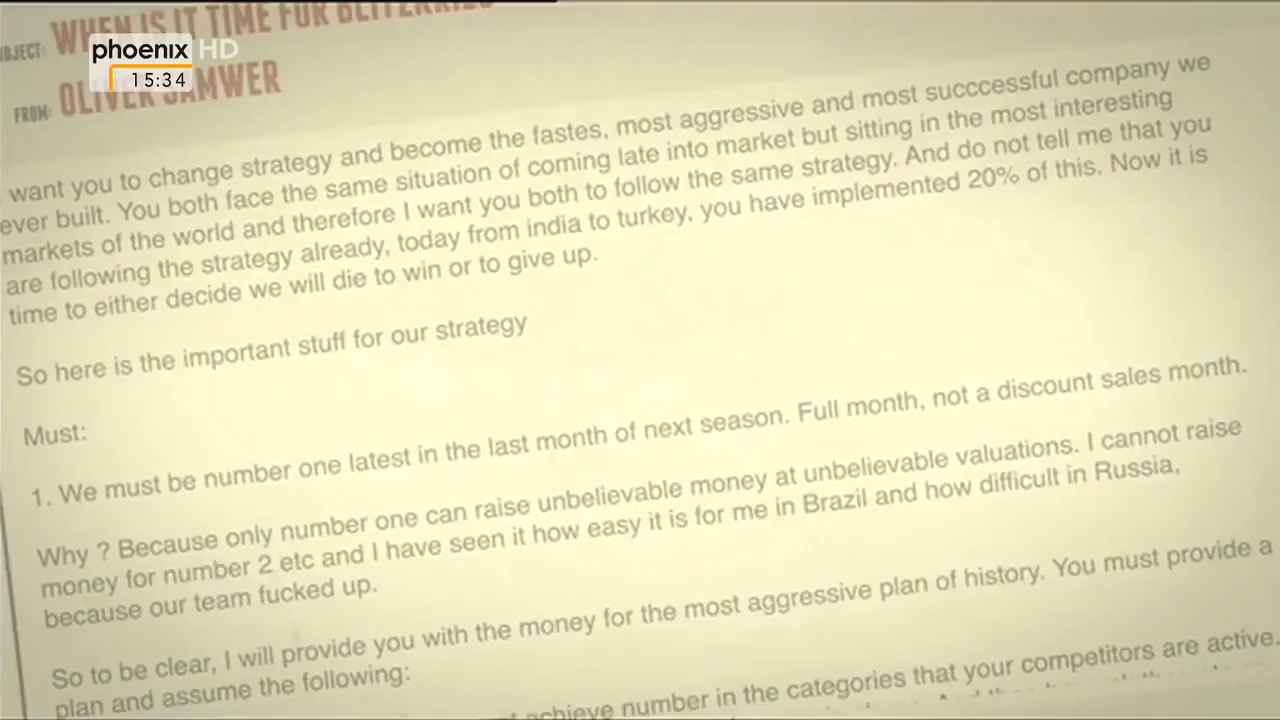 phoenix HD
15:34
WHEN IS IT TIME FOR
FROM: OLIVER SAMWER
want you to change strategy and become the fastes, most aggressive and most succcessful company we
ever built. You both face the same situation of coming late into market but sitting in the most interesting
markets of the world and therefore I want you both to follow the same strategy. And do not tell me that you
are following the strategy already, today from india to turkey, you have implemented 20% of this. Now it is
time to either decide we will die to win or to give up.
So here is the important stuff for our strategy
Must:
1. We must be number one latest in the last month of next season. Full month, not a discount sales month.
Why ? Because only number one can raise unbelievable money at unbelievable valuations. I cannot raise
money for number 2 etc and I have seen it how easy it is for me in Brazil and how difficult in Russia,
because our team fucked up.
So to be clear, I will provide you with the money for the most aggressive plan of history. You must provide a
plan and assume the following:
achieve number in the categories that your competitors are active.